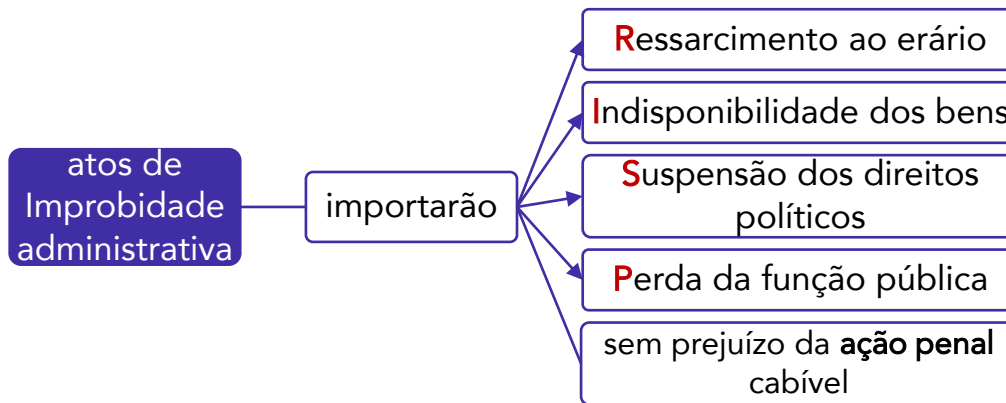 atos de
Improbidade
administrativa
importarão
Ressarcimento ao erário
Indisponibilidade dos bens
Suspensão dos direitos
políticos
Perda da função pública
sem prejuízo da ação penal
cabível